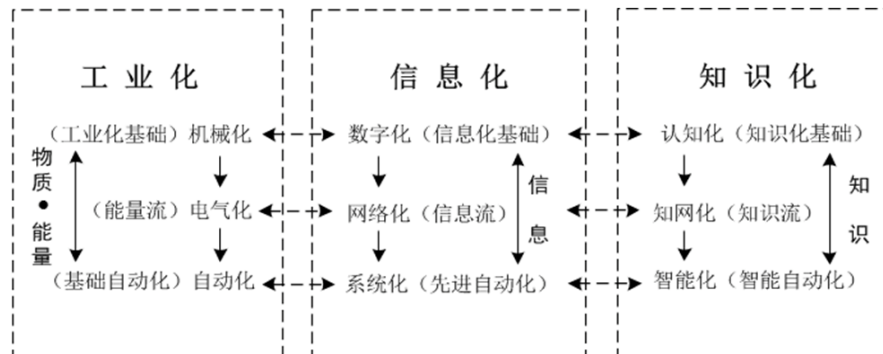 工业化 信息化 知识化
（工业化基础）机械化 数字化（信息化基础） 认知化（知识化基础）
物质•能量
（能量流）电气化 网络化（信息流） 信息 知网化（知识流） 知识
（基础自动化）自动化 系统化（先进自动化） 智能化（智能自动化）